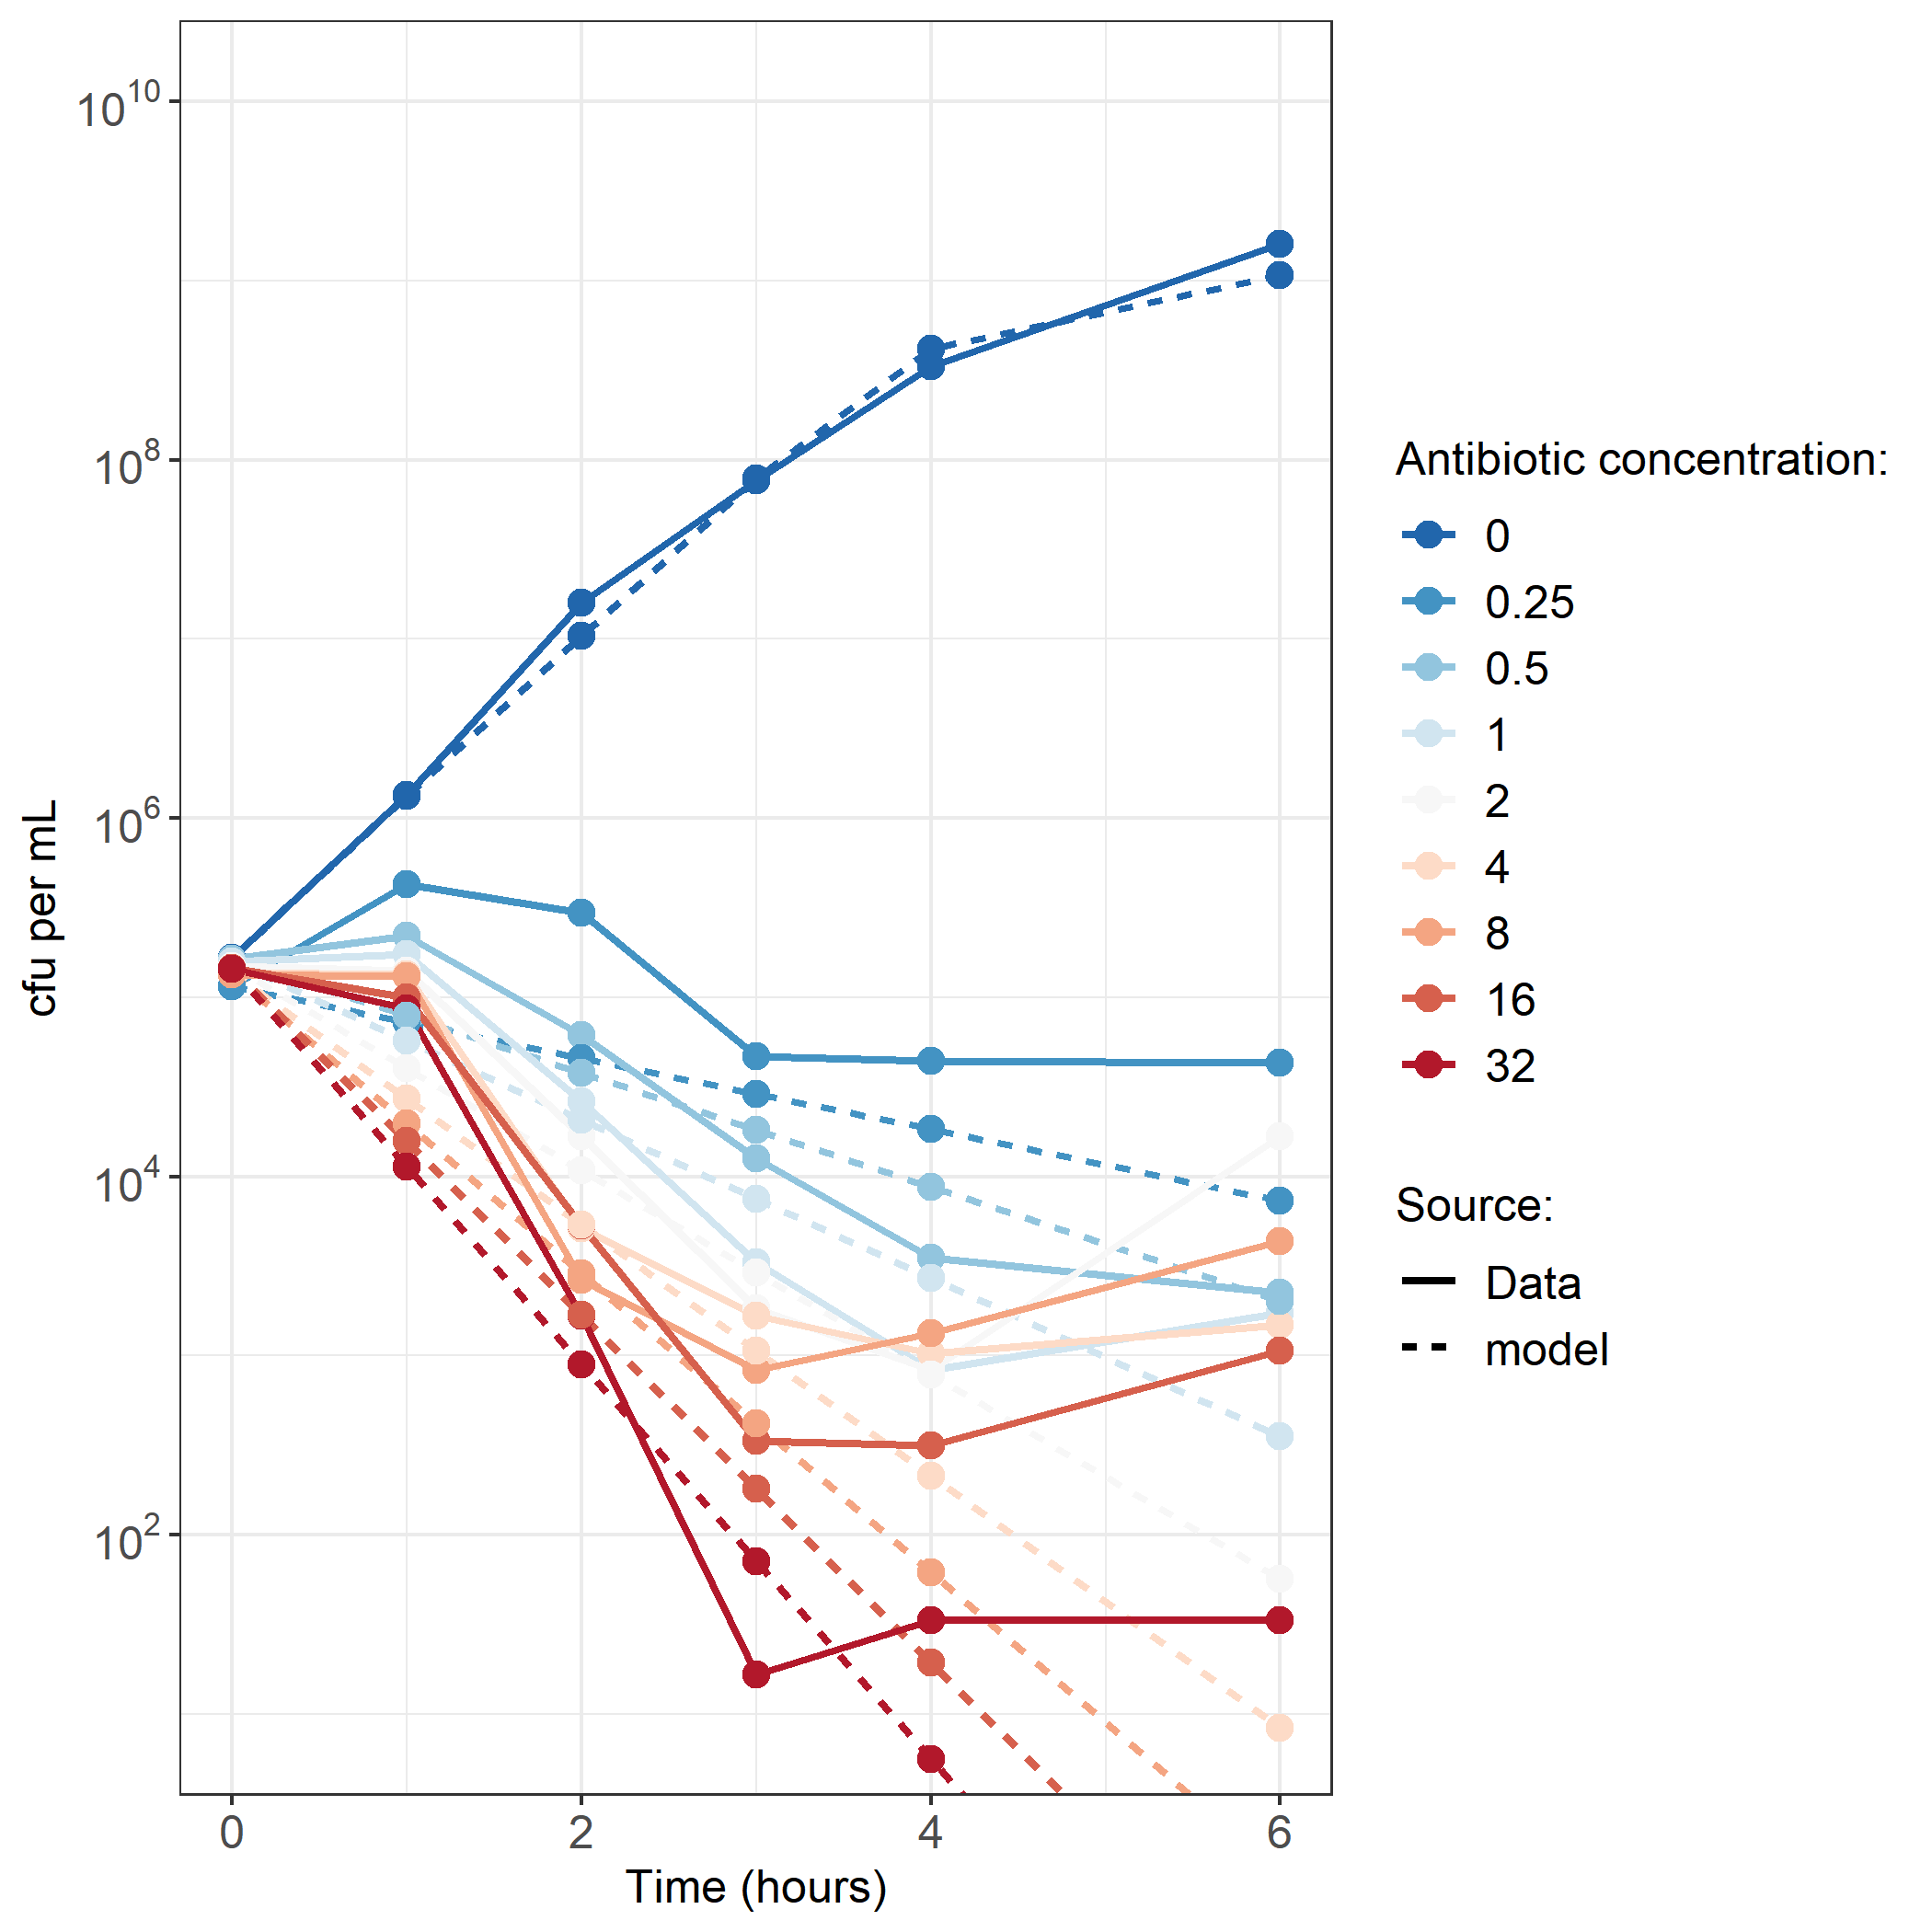 10^10
10^8
10^6
10^4
10^2
cfu per mL
0 2 4 6
Time (hours)
Antibiotic concentration:
0
0.25
0.5
1
2
4
8
16
32
Source:
Data
model